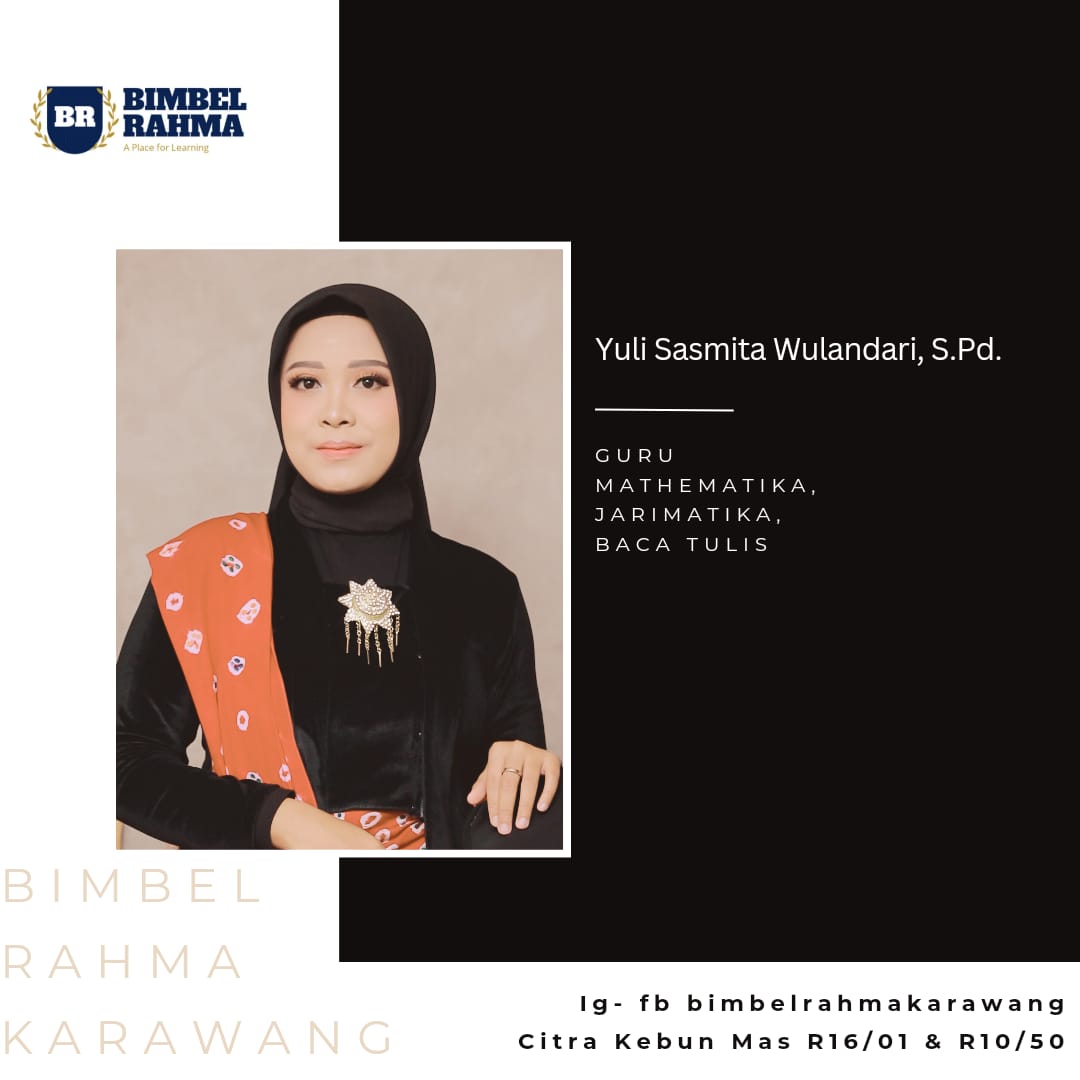 BR
BIMBEL
RAHMA
A Place for Learning
Yuli Sasmita Wulandari, S.Pd.
GURU
MATHEMATIKA,
JARIMATIKA,
BACA TULIS
BIMBEL
RAHMA
KARAWANG
Ig- fb bimbelrahmakarawang
Citra Kebun Mas R16/01 & R10/50